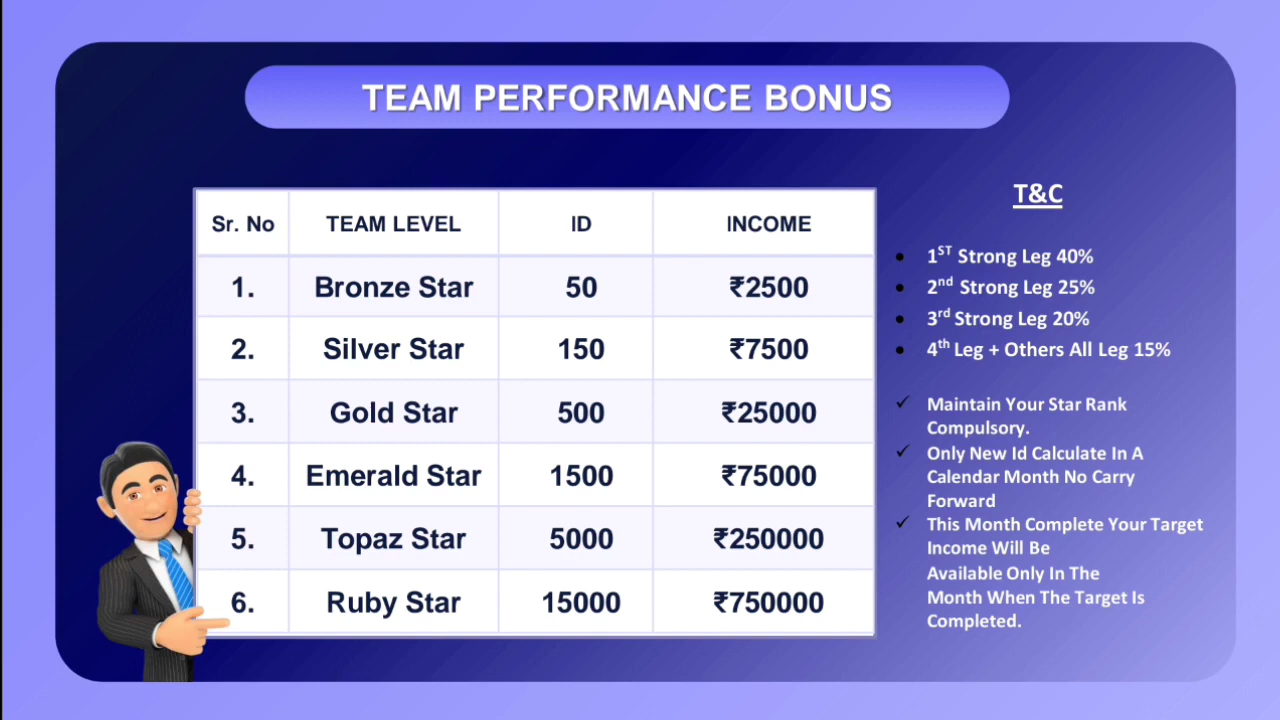 TEAM PERFORMANCE BONUS
Sr. No TEAM LEVEL ID INCOME
1. Bronze Star 50 ₹2500
2. Silver Star 150 ₹7500
3. Gold Star 500 ₹25000
4. Emerald Star 1500 ₹75000
5. Topaz Star 5000 ₹250000
6. Ruby Star 15000 ₹750000
T&C
• 1ST Strong Leg 40%
• 2nd Strong Leg 25%
• 3rd Strong Leg 20%
• 4th Leg + Others All Leg 15%
✓ Maintain Your Star Rank
Compulsory.
✓ Only New Id Calculate In A
Calendar Month No Carry
Forward
✓ This Month Complete Your Target
Income Will Be
Available Only In The
Month When The Target Is
Completed.